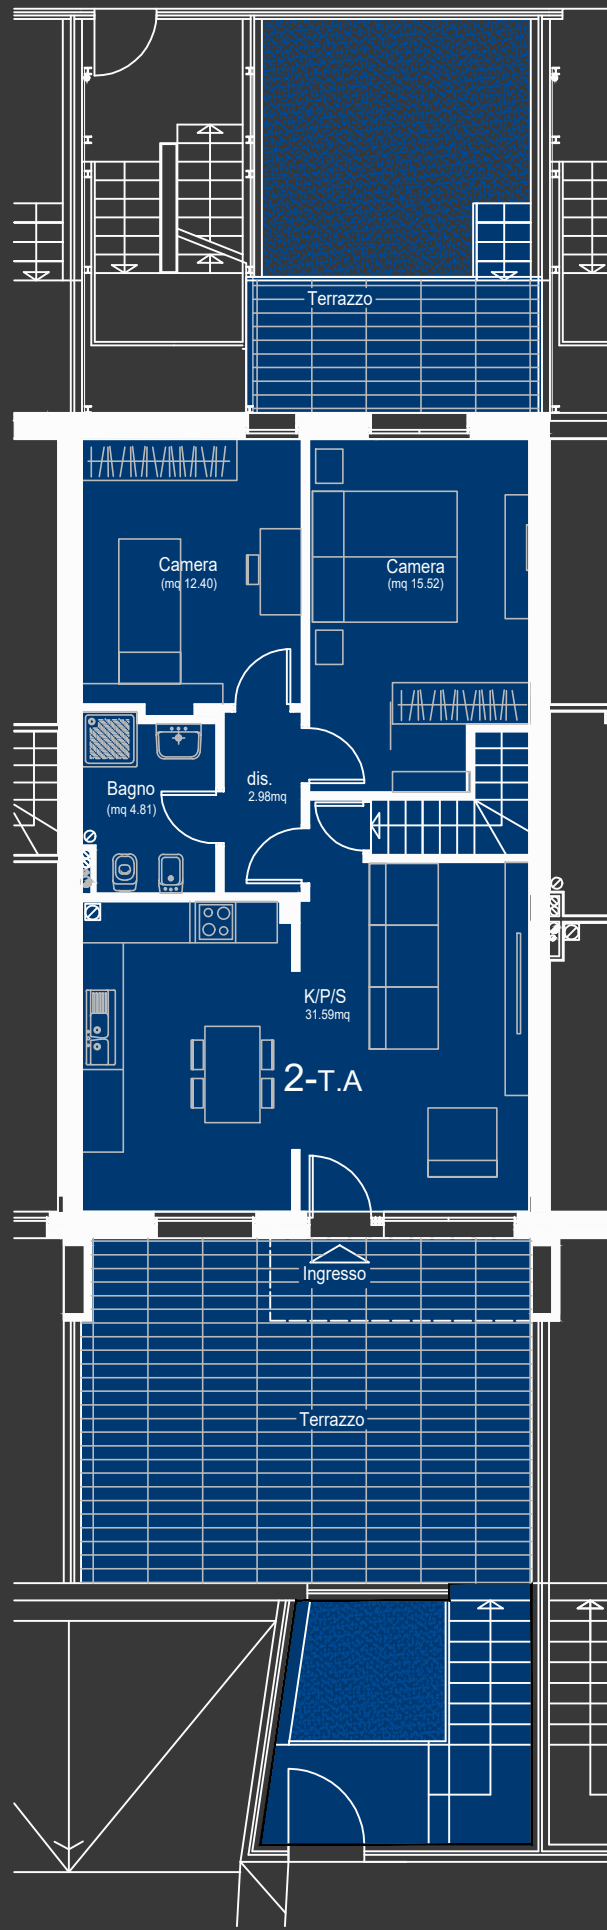 Terrazzo
Camera
(mq 12.40)
Camera
(mq 15.52)
Bagno
(mq 4.81)
dis.
2.98mq
K/P/S
31.59mq
2-T.A
Ingresso
Terrazzo